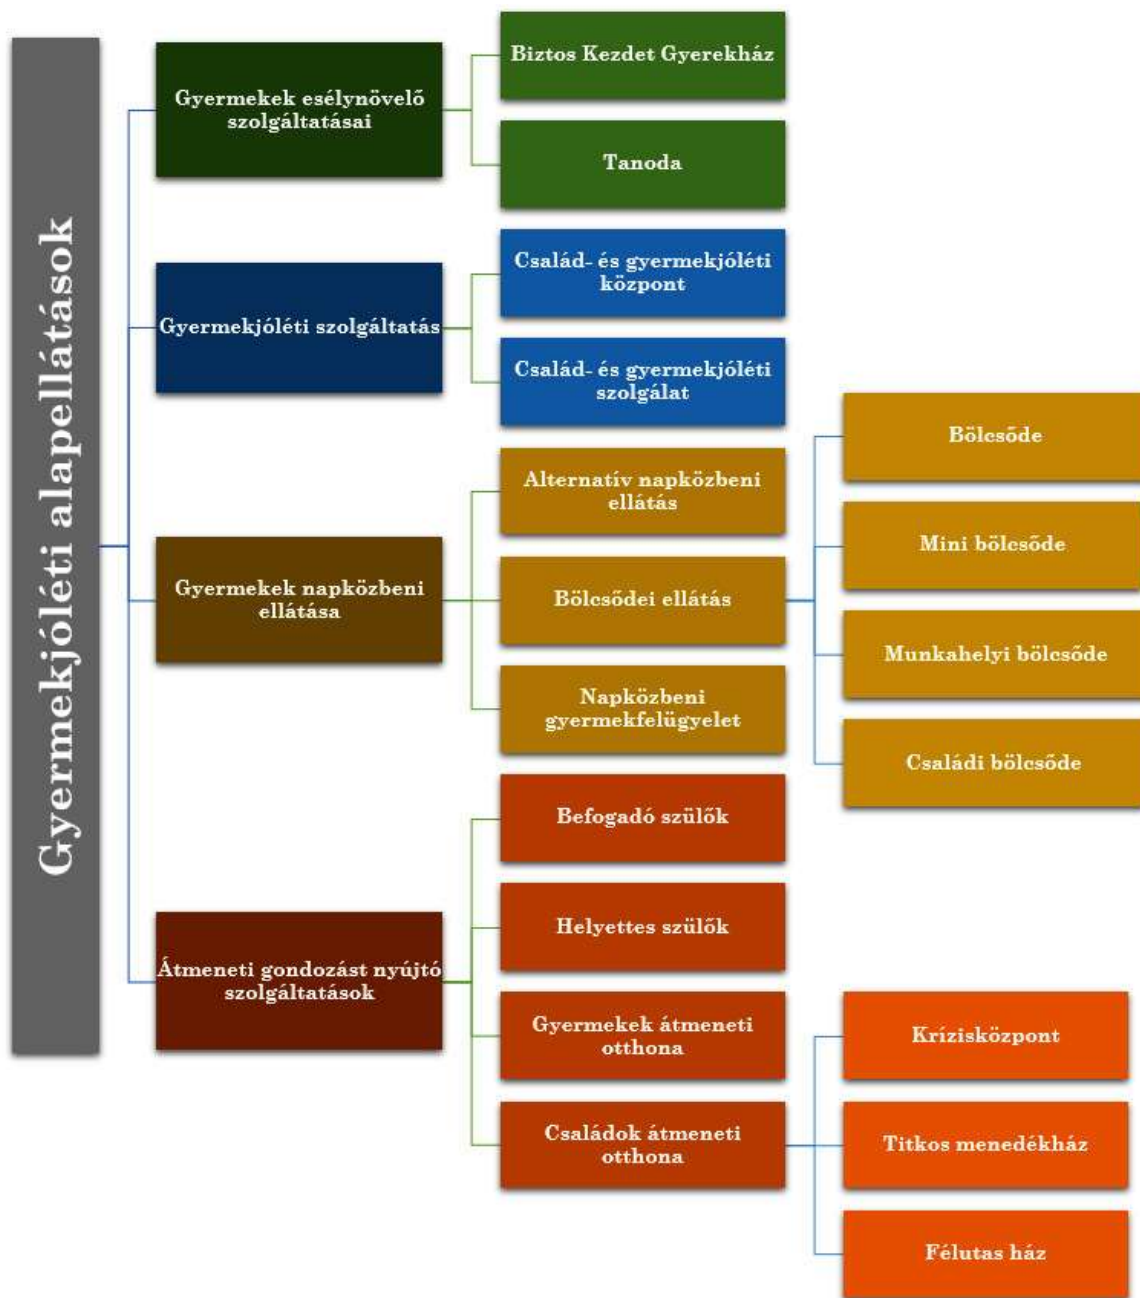 Gyermekjóléti alapellátások
Gyermekek esélynövelő
szolgáltatásai
Biztos Kezdet Gyerekház
Tanoda
Gyermekjóléti szolgáltatás
Család- és gyermekjóléti
központ
Család- és gyermekjóléti
szolgálat
Gyermekek napközbeni
ellátása
Alternatív napközbeni
ellátás
Bölcsődei ellátás
Bölcsőde
Mini bölcsőde
Munkahelyi bölcsőde
Családi bölcsőde
Napközbeni
gyermekfelügyelet
Átmeneti gondozást nyújtó
szolgáltatások
Befogadó szülők
Helyettes szülők
Gyermekek átmeneti
otthona
Családok átmeneti
otthona
Krízisközpont
Titkos menedékház
Félutas ház